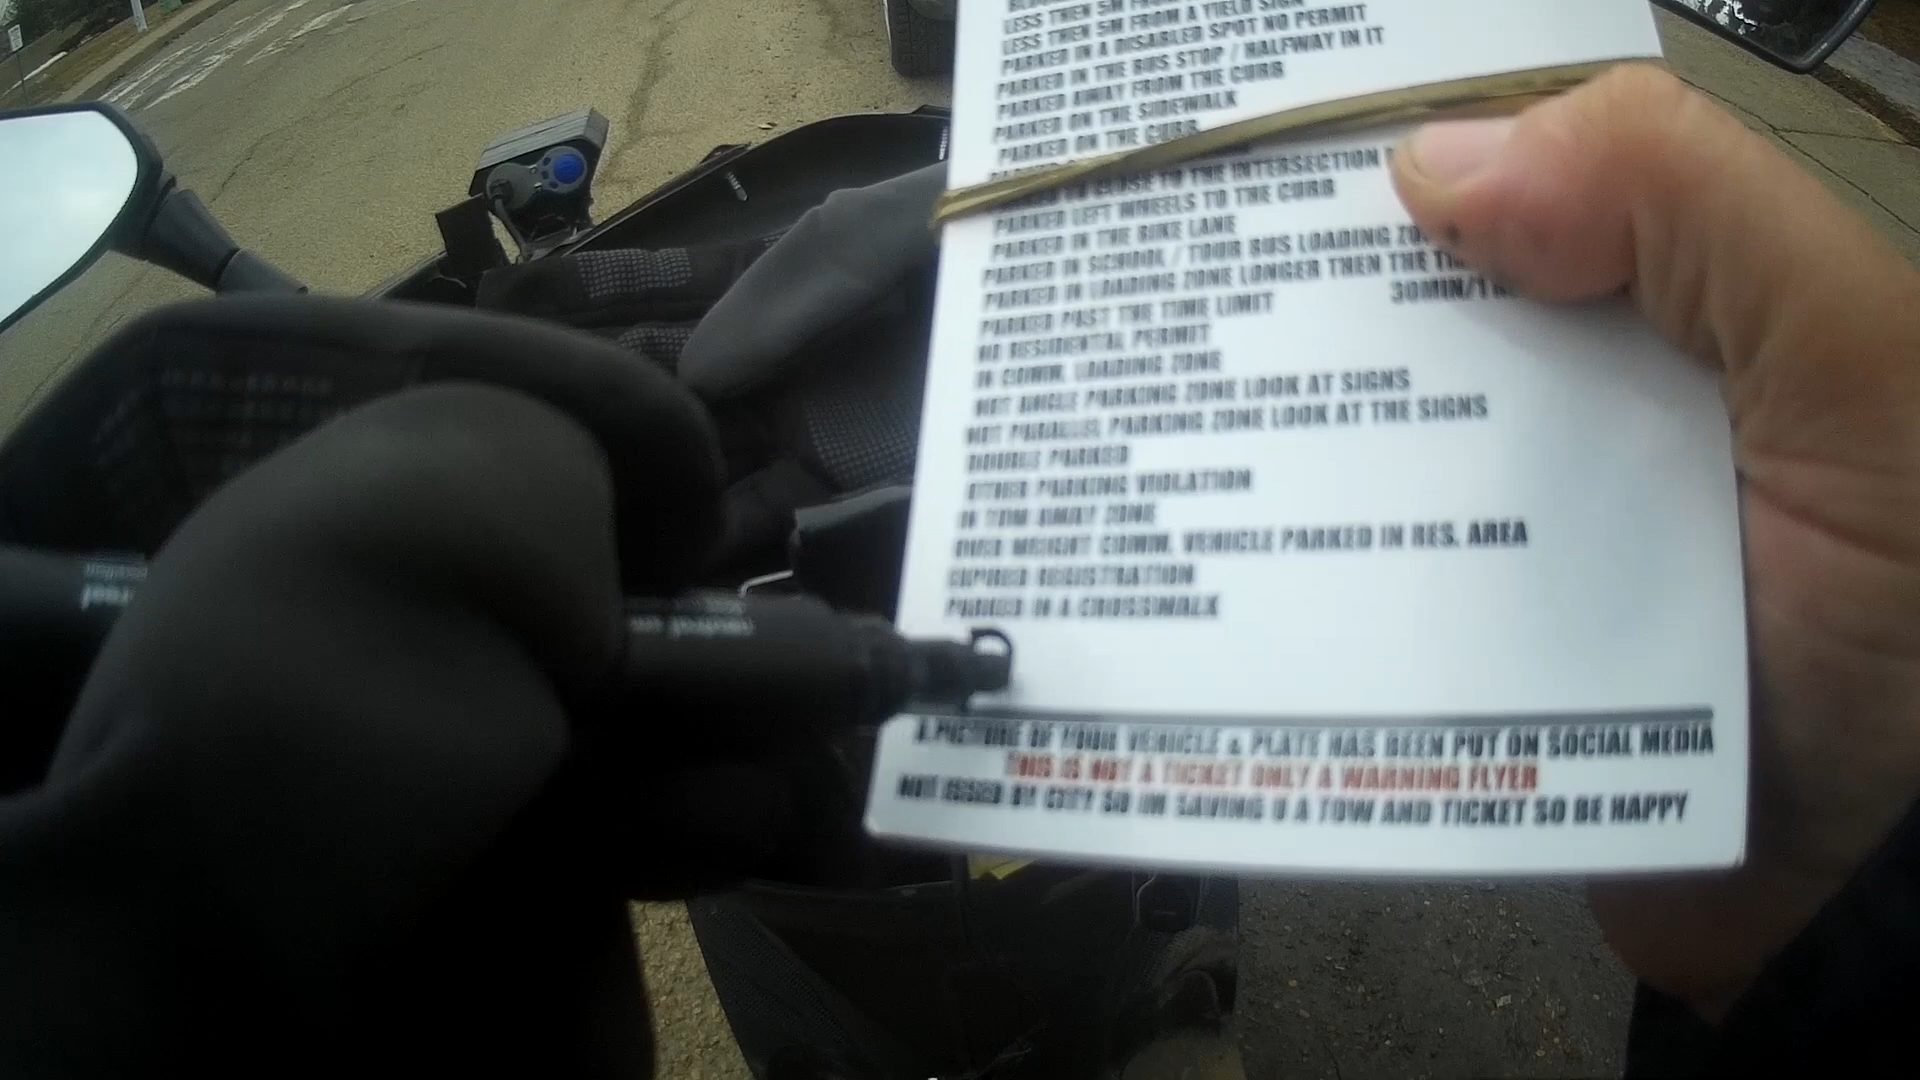 LESS THEN 5M FROM
LESS THEN 5M FROM A YIELD SIGN
PARKED IN A DISABLED SPOT NO PERMIT
PARKED IN THE BUS STOP / HALFWAY IN IT
PARKED AWAY FROM THE CURB
PARKED ON THE SIDEWALK
PARKED ON THE CURB
CLOSE TO THE INTERSECTION
PARKED LEFT WHEELS TO THE CURB
PARKED IN THE BIKE LANE
PARKED IN SCHOOL / TOUR BUS LOADING
PARKED IN LOADING ZONE LONGER THEN THE
PARKED PAST THE TIME LIMIT 30MIN/1
NO RESIDENTAL PERMIT
IN COMM. LOADING ZONE
NOT ANGLE PARKING ZONE LOOK AT SIGNS
NOT PARALLEL PARKING ZONE LOOK AT THE SIGNS
DOUBLE PARKED
OTHER PARKING VIOLATION
IN TOW AWAY ZONE
OVER WEIGHT COMM. VEHICLE PARKED IN RES. AREA
EXPIRED REGISTRATION
PARKED IN A CROSSWALK
A PICTURE OF YOUR VEHICLE & PLATE HAS BEEN PUT ON SOCIAL MEDIA
THIS IS NOT A TICKET ONLY A WARNING FLYER
NOT ISSED BY CITY SO IM SAVING U A TOW AND TICKET SO BE HAPPY